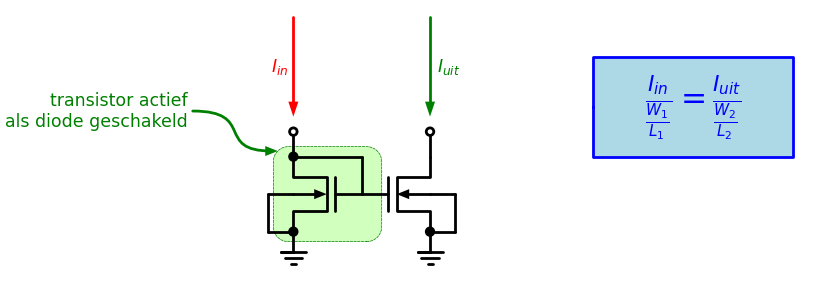 I_in
I_uit
transistor actief
als diode geschakeld
I_in / (W_1 / L_1) = I_uit / (W_2 / L_2)